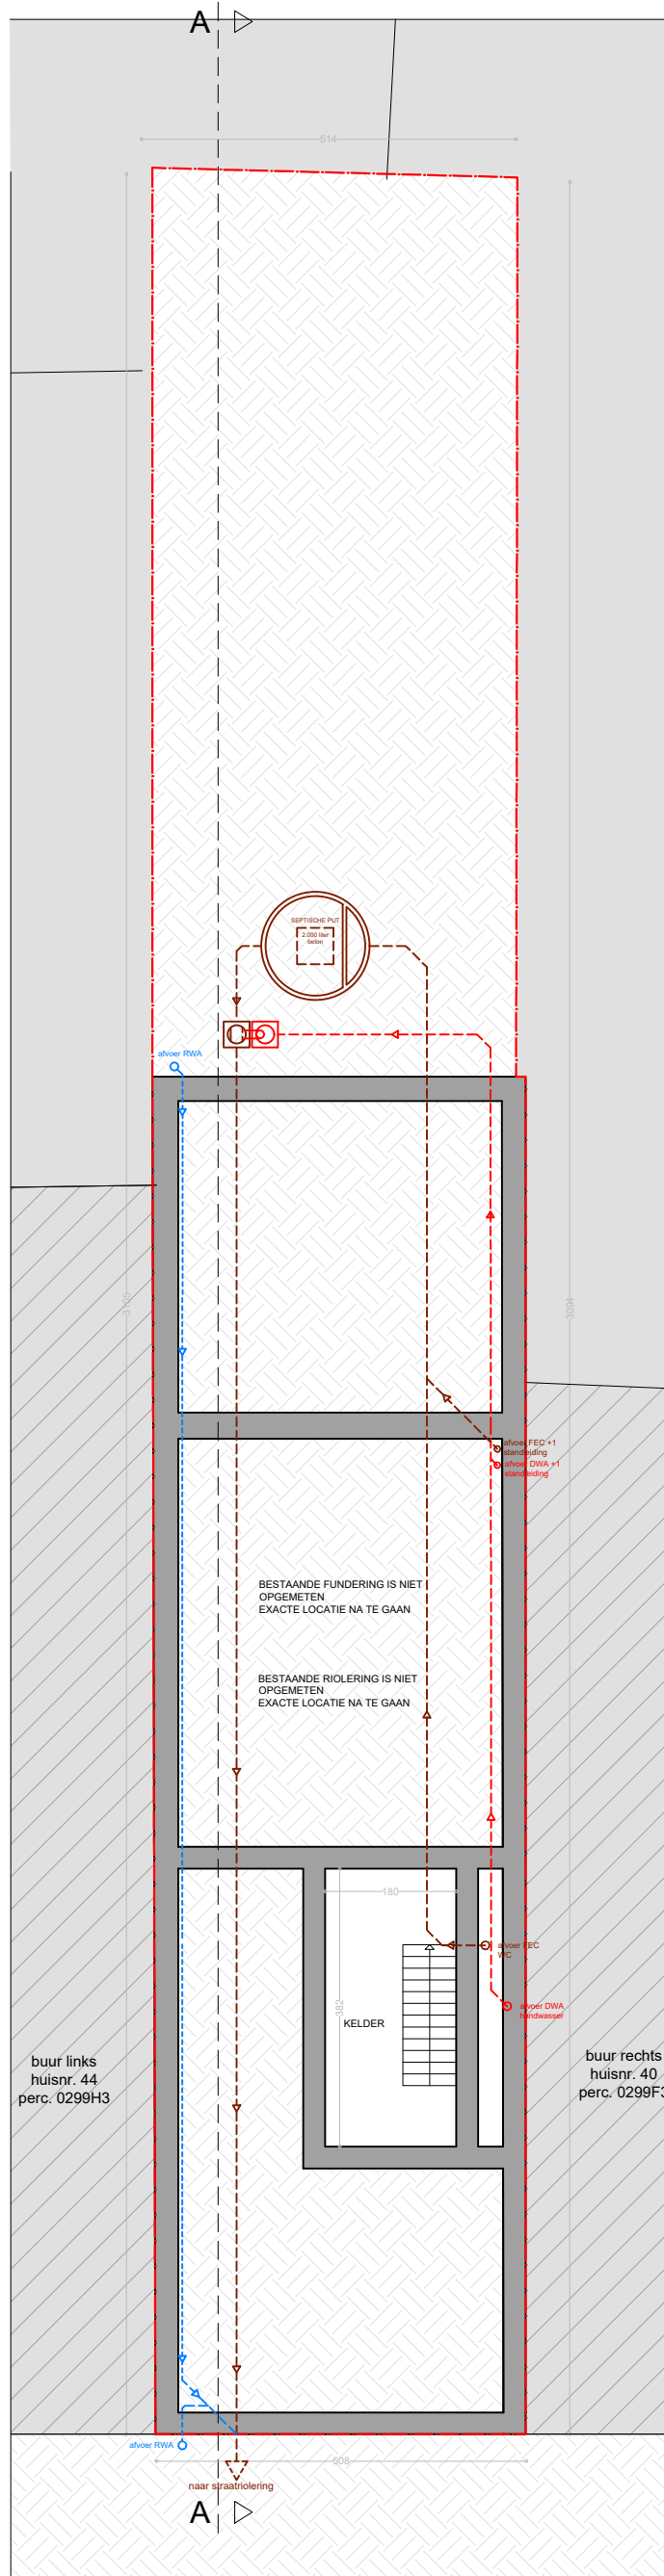 A
514
SEPTISCHE PUT
2.000 liter
beton
afvoer RWA
3105
3094
afvoer FEC +1
standleiding
afvoer DWA +1
standleiding
BESTAANDE FUNDERING IS NIET
OPGEMETEN
EXACTE LOCATIE NA TE GAAN
BESTAANDE RIOLERING IS NIET
OPGEMETEN
EXACTE LOCATIE NA TE GAAN
180
afvoer FEC
WC
382
KELDER
afvoer DWA
handwasser
buur links
huisnr. 44
perc. 0299H3
buur rechts
huisnr. 40
perc. 0299F3
afvoer RWA
508
naar straatriolering
A